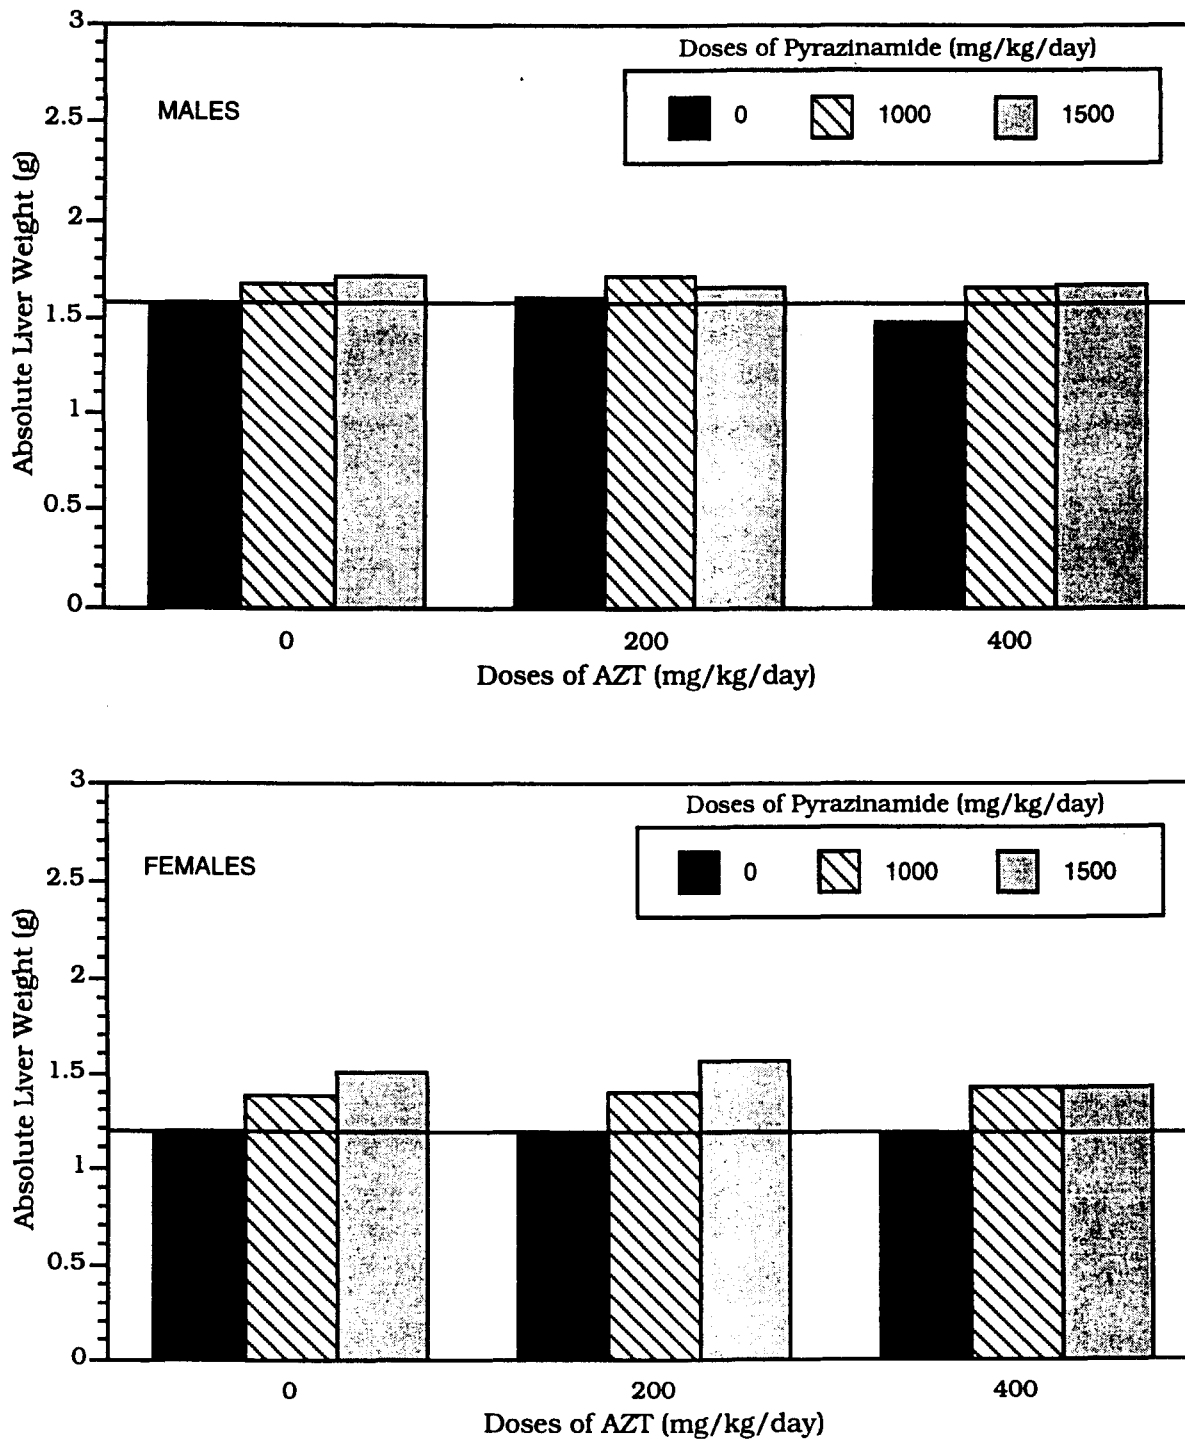 3
Doses of Pyrazinamide (mg/kg/day)
MALES
0 1000 1500
2.5
2
1.5
1
0.5
0
Absolute Liver Weight (g)
0 200 400
Doses of AZT (mg/kg/day)
3
Doses of Pyrazinamide (mg/kg/day)
FEMALES
0 1000 1500
2.5
2
1.5
1
0.5
0
Absolute Liver Weight (g)
0 200 400
Doses of AZT (mg/kg/day)